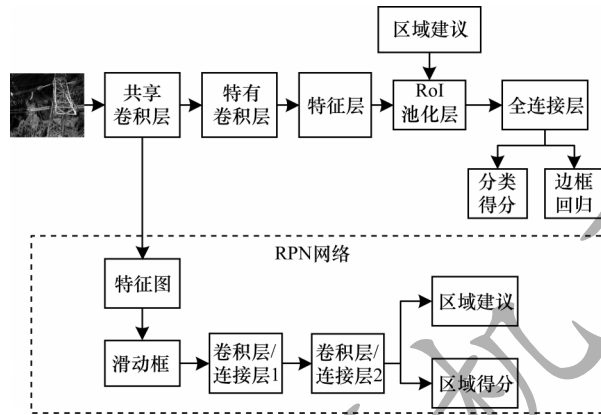 区域建议
共享
卷积层
特有
卷积层
特征层
RoI
池化层
全连接层
分类
得分
边框
回归
RPN网络
特征图
滑动框
卷积层/
连接层1
卷积层/
连接层2
区域建议
区域得分
机